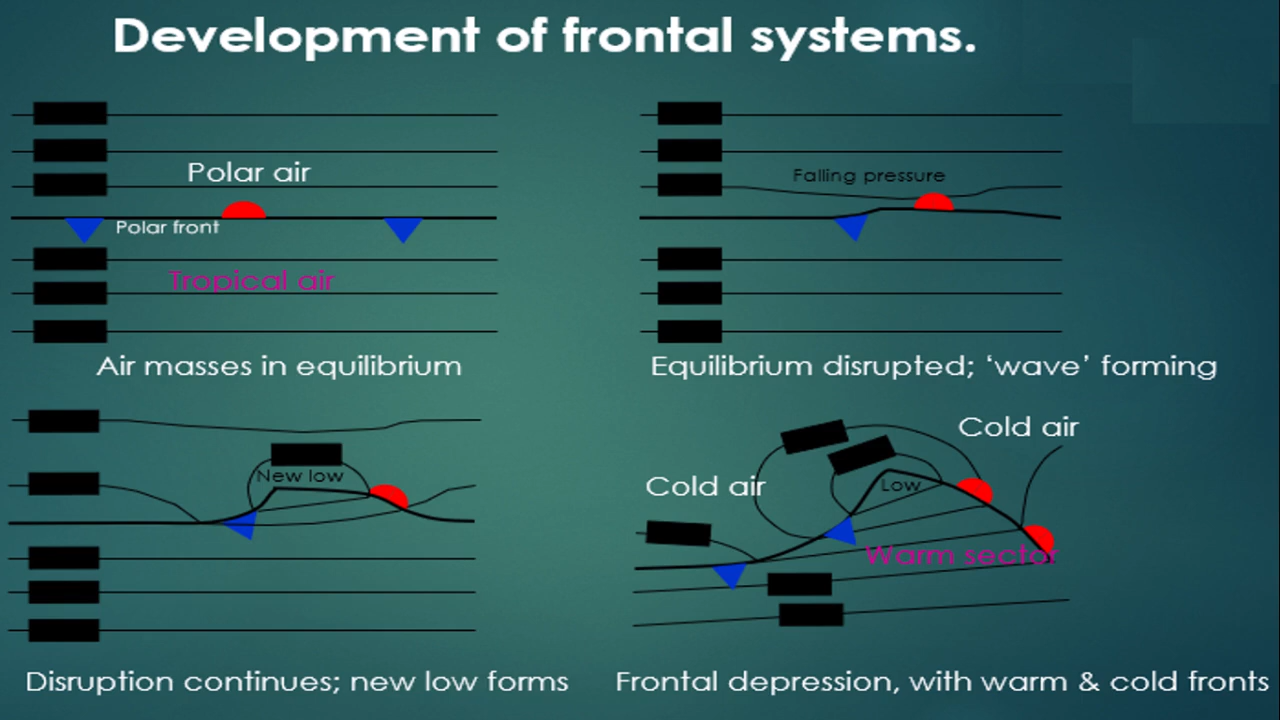 Development of frontal systems.
Polar air
Polar front
Tropical air
Air masses in equilibrium
Falling pressure
Equilibrium disrupted; ‘wave’ forming
New low
Disruption continues; new low forms
Cold air
Cold air
Low
Warm sector
Frontal depression, with warm & cold fronts